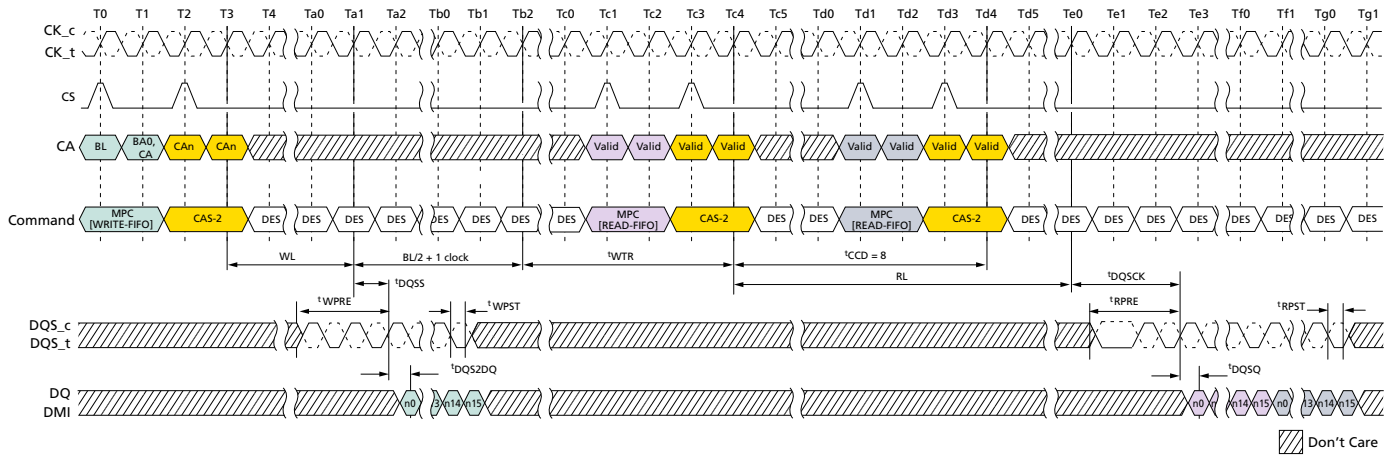 T0 T1 T2 T3 T4 Ta0 Ta1 Ta2 Tb0 Tb1 Tb2 Tc0 Tc1 Tc2 Tc3 Tc4 Tc5 Td0 Td1 Td2 Td3 Td4 Td5 Te0 Te1 Te2 Te3 Tf0 Tf1 Tg0 Tg1
CK_c
CK_t
CS
CA BL BA0, CA CAn CAn Valid Valid Valid Valid Valid Valid Valid Valid
Command MPC [WRITE-FIFO] CAS-2 DES DES DES DES DES DES DES DES MPC [READ-FIFO] CAS-2 DES DES MPC [READ-FIFO] CAS-2 DES DES DES DES DES DES DES DES DES
WL BL/2 + 1 clock tWTR tCCD = 8
tDQSS RL tDQSCK
tWPRE tWPST tRPRE tRPST
DQS_c
DQS_t
tDQS2DQ tDQSQ
DQ
DMI
n0 n14 n15 n0 n14 n15 n0 13 n14 n15
Don't Care